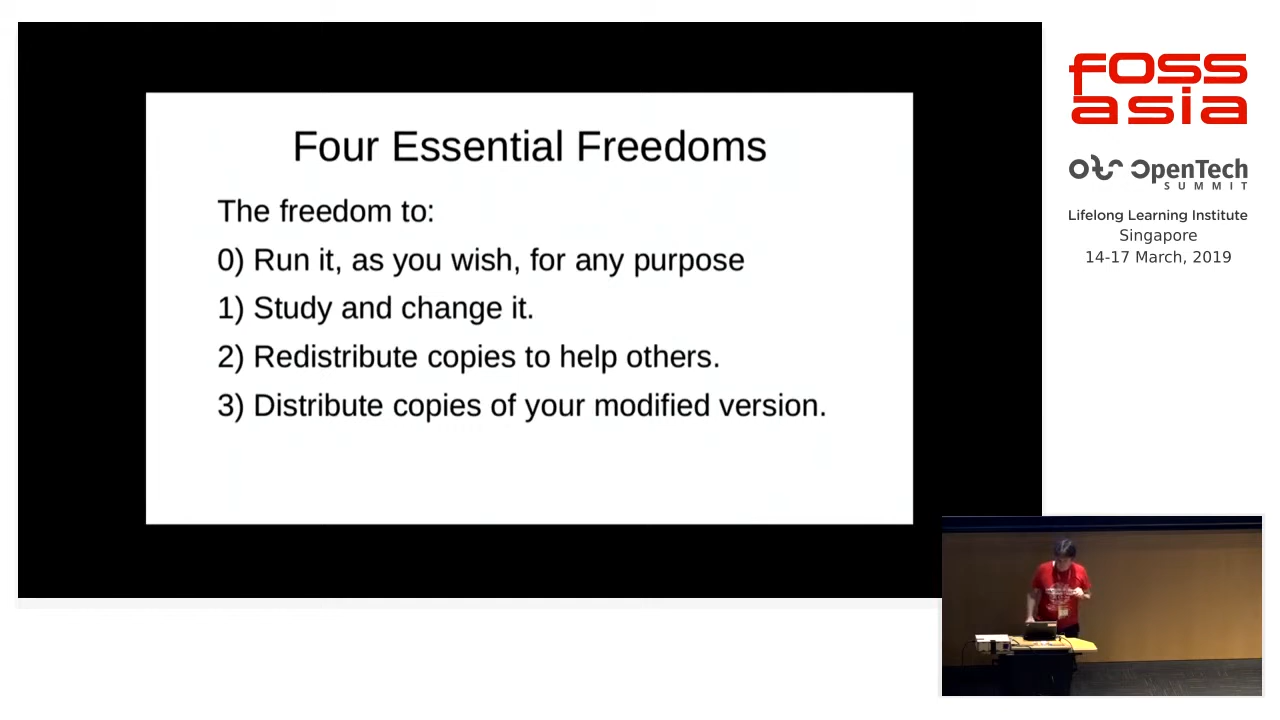 Four Essential Freedoms
The freedom to:
0) Run it, as you wish, for any purpose
1) Study and change it.
2) Redistribute copies to help others.
3) Distribute copies of your modified version.
foss
asia
OpenTech
SUMMIT
Lifelong Learning Institute
Singapore
14-17 March, 2019